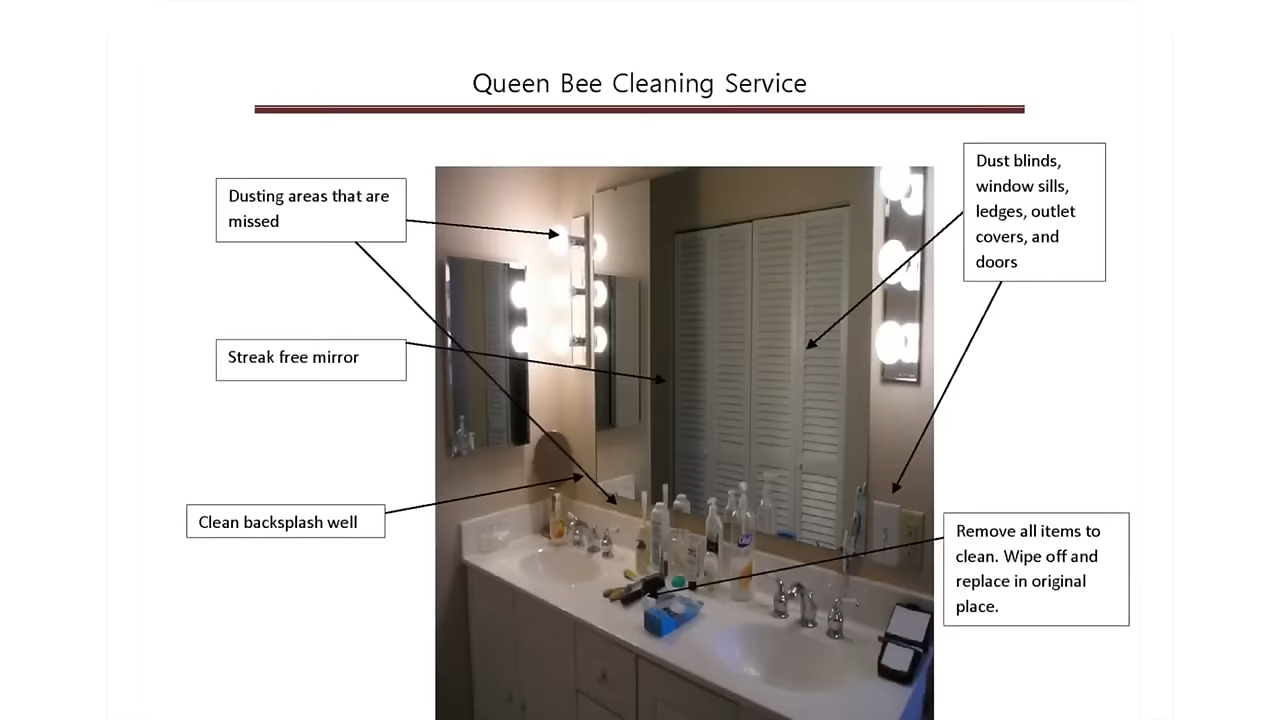 Queen Bee Cleaning Service
Dusting areas that are
missed
Streak free mirror
Clean backsplash well
Dust blinds,
window sills,
ledges, outlet
covers, and
doors
Remove all items to
clean. Wipe off and
replace in original
place.